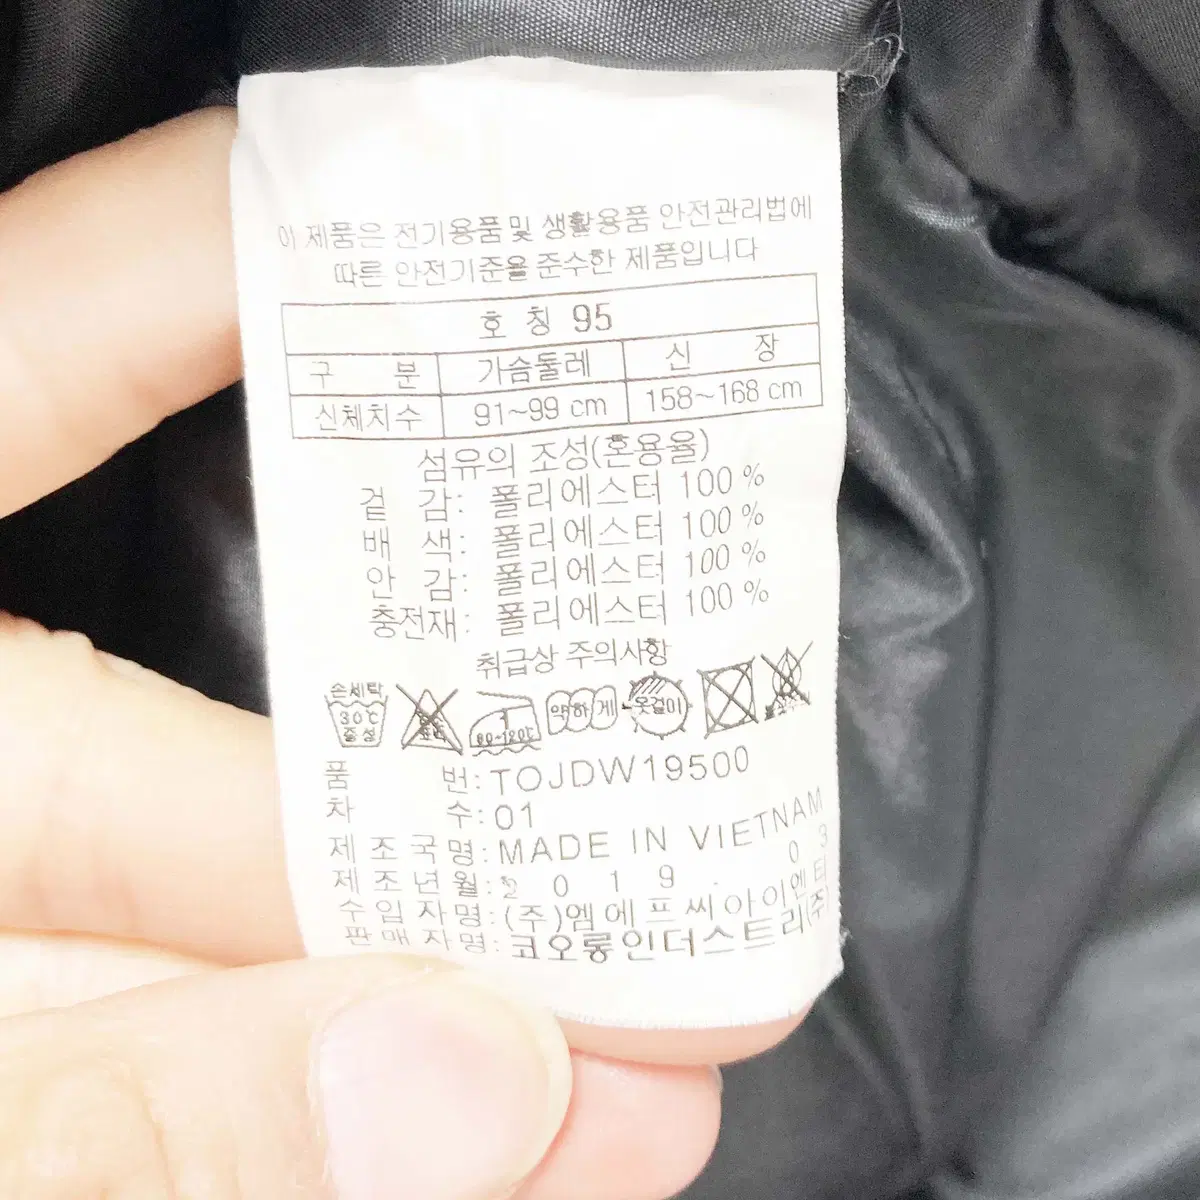 이 제품은 전기용품및 생활용품 안전관리법에
따른 안전기준을 준수한 제품입니다
호 칭 95
구 분 가슴둘레 신 장
신체치수 91~99 cm 158~168 cm
섬유의 조성(혼용율)
겉 감: 폴리에스터 100 %
배 색: 폴리에스터 100 %
안 감: 폴리에스터 100 %
충전재: 폴리에스터 100 %
취급상 주의사항
손세탁 30℃ 중성 1 80~120℃ 약하게 옷걸이
품 번: TOJDW19500
차 수: 01
제 조 국 명: MADE IN VIETNAM
제 조 년 월: 2 0 1 9 . 0 3
수 입 자 명: (주)엠에프씨아이엔티
판 매 자 명: 코오롱인더스트리(주)